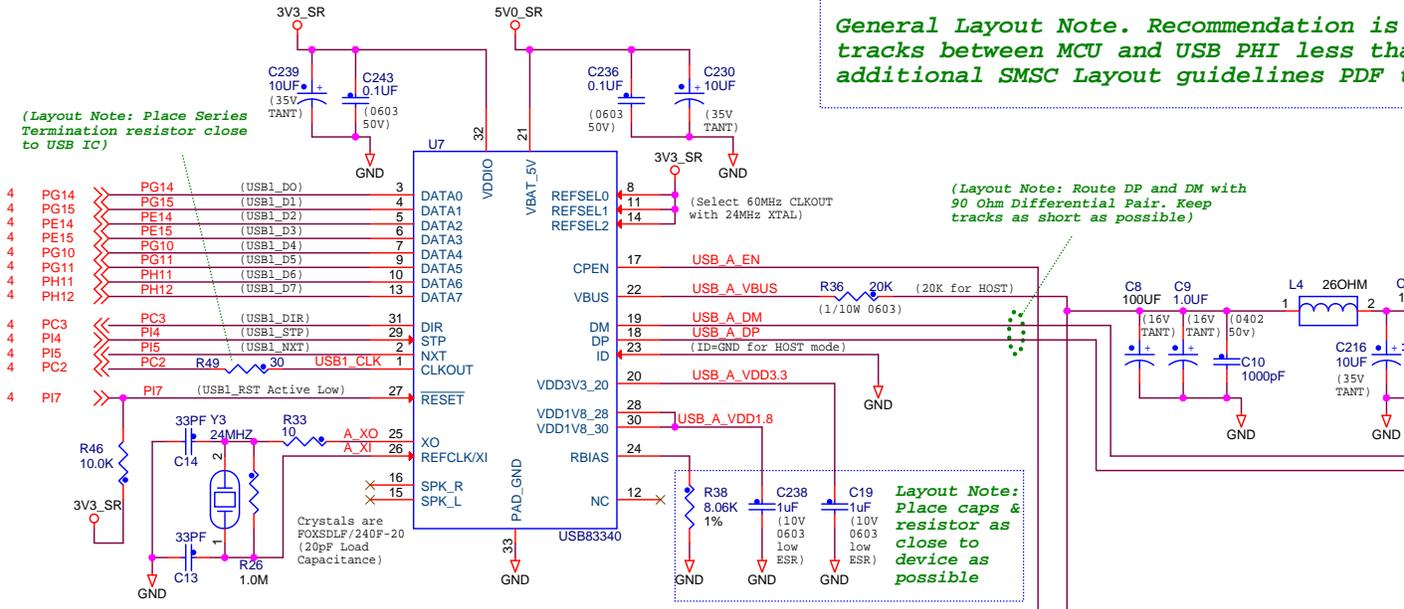 3V3_SR
5V0_SR
General Layout Note. Recommendation is
tracks between MCU and USB PHI less
additional SMSC Layout guidelines PDF
C239
10UF
(35V
TANT)
C243
0.1UF
(0603
50V)
C236
0.1UF
(0603
50V)
C230
10UF
(35V
TANT)
(Layout Note: Place Series
Termination resistor close
to USB IC)
GND
GND
U7
32
21
VDDIO
VBAT_5V
3V3_SR
4 PG14 PG14 (USB1_DO) 3 DATA0
4 PG15 PG15 (USB1_D1) 4 DATA1
4 PE14 PE14 (USB1_D2) 5 DATA2
4 PE15 PE15 (USB1_D3) 6 DATA3
4 PG10 PG10 (USB1_D4) 7 DATA4
4 PG11 PG11 (USB1_D5) 9 DATA5
4 PH11 PH11 (USB1_D6) 10 DATA6
4 PH12 PH12 (USB1_D7) 13 DATA7
4 PC3 PC3 (USB1_DIR) 31 DIR
4 PI4 PI4 (USB1_STP) 29 STP
4 PI5 PI5 (USB1_NXT) 2 NXT
4 PC2 PC2 R49 30 USB1_CLK 1 CLKOUT
4 PI7 PI7 (USB1_RST Active Low) 27 RESET
REFSEL0 8
REFSEL1 11
REFSEL2 14
(Select 60MHz CLKOUT
with 24MHz XTAL)
CPEN 17 USB_A_EN
VBUS 22 USB_A_VBUS R36 20K (20K for HOST)
(1/10W 0603)
DM 19 USB_A_DM
DP 18 USB_A_DP
ID 23 (ID=GND for HOST mode)
GND
VDD3V3_20 20 USB_A_VDD3.3
VDD1V8_28 28
VDD1V8_30 30 USB_A_VDD1.8
RBIAS 24
NC 12
(Layout Note: Route DP and DM with
90 Ohm Differential Pair. Keep
tracks as short as possible)
C8
100UF
(16V
TANT)
C9
1.0UF
(16V
TANT)
(0402
50v)
C10
1000pF
GND
L4 26OHM
1 2
C216
10UF
(35V
TANT)
GND
R46
10.0K
3V3_SR
33PF
C14
Y3
24MHZ
R33
10
A_XO 25 XO
A_XI 26 REFCLK/XI
16 SPK_R
15 SPK_L
2
1
33PF
C13
R26
1.0M
GND
Crystals are
FOXSDLF/240F-20
(20pF Load
Capacitance)
PAD_GND
33
GND
USB83340
R38
8.06K
1%
GND
C238
1uF
(10V
0603
low
ESR)
GND
C19
1uF
(10V
0603
low
ESR)
GND
Layout Note:
Place caps &
resistor as
close to
device as
possible